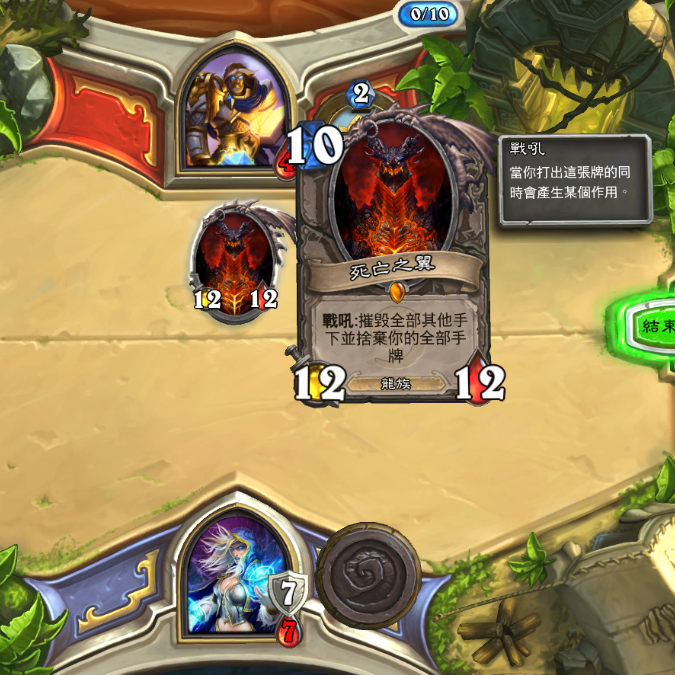 0/10
2
10
戰吼
當你打出這張牌的同
時會產生某個作用。
死亡之翼
12 12
戰吼:摧毀全部其他手
下並捨棄你的全部手
牌
12 龍族 12
結束
7
7